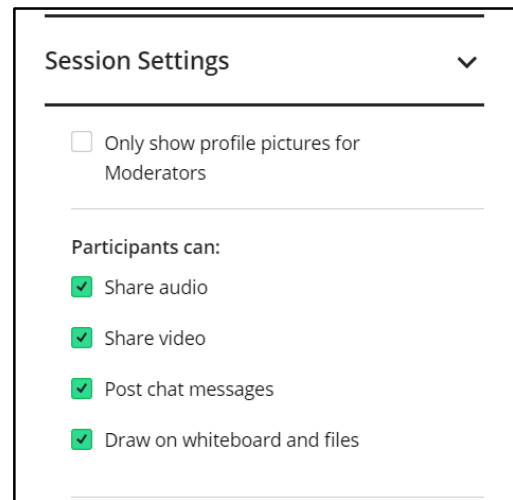 Session Settings
Only show profile pictures for
Moderators
Participants can:
Share audio
Share video
Post chat messages
Draw on whiteboard and files